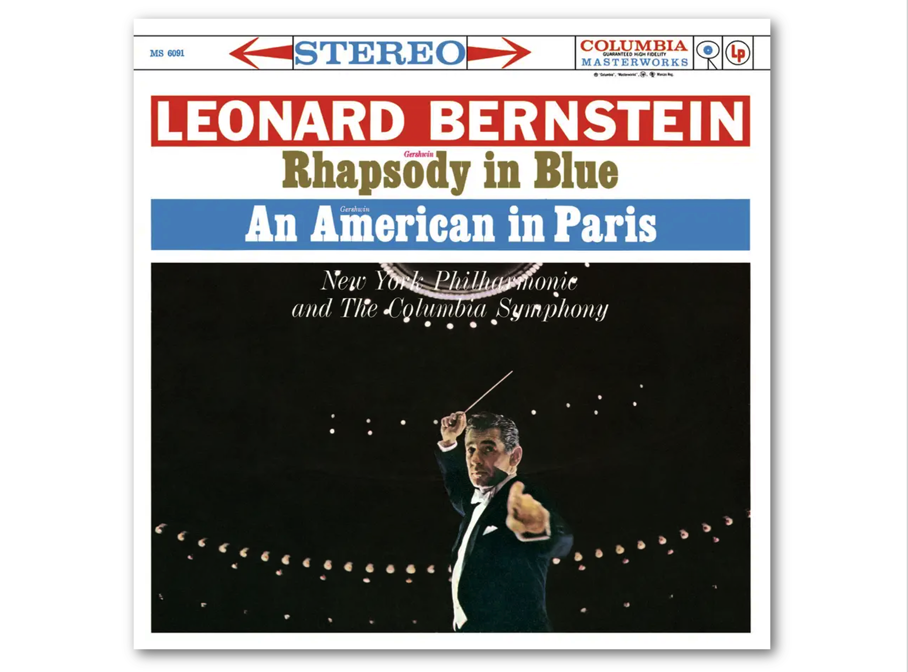 MS 6091
STEREO
COLUMBIA
GUARANTEED HIGH FIDELITY
MASTERWORKS
Lp
LEONARD BERNSTEIN
Gershwin
Rhapsody in Blue
Gershwin
An American in Paris
New York Philharmonic
and The Columbia Symphony